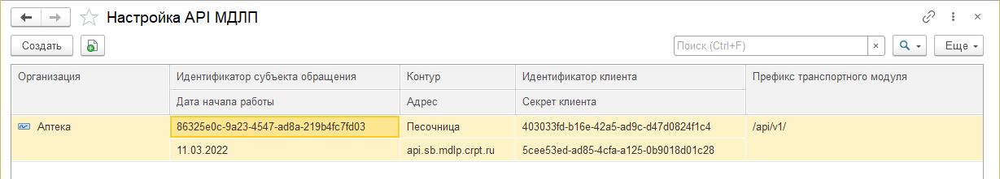 Настройка API МДЛП
Создать
Поиск (Ctrl+F)
Еще
Организация Идентификатор субъекта обращения Контур Идентификатор клиента Префикс транспортного модуля
Дата начала работы Адрес Секрет клиента
Аптека 86325e0c-9a23-4547-ad8a-219b4fc7fd03 Песочница 403033fd-b16e-42a5-ad9c-d47d0824f1c4 /api/v1/
11.03.2022 api.sb.mdlp.crpt.ru 5cee53ed-ad85-4cfa-a125-0b9018d01c28